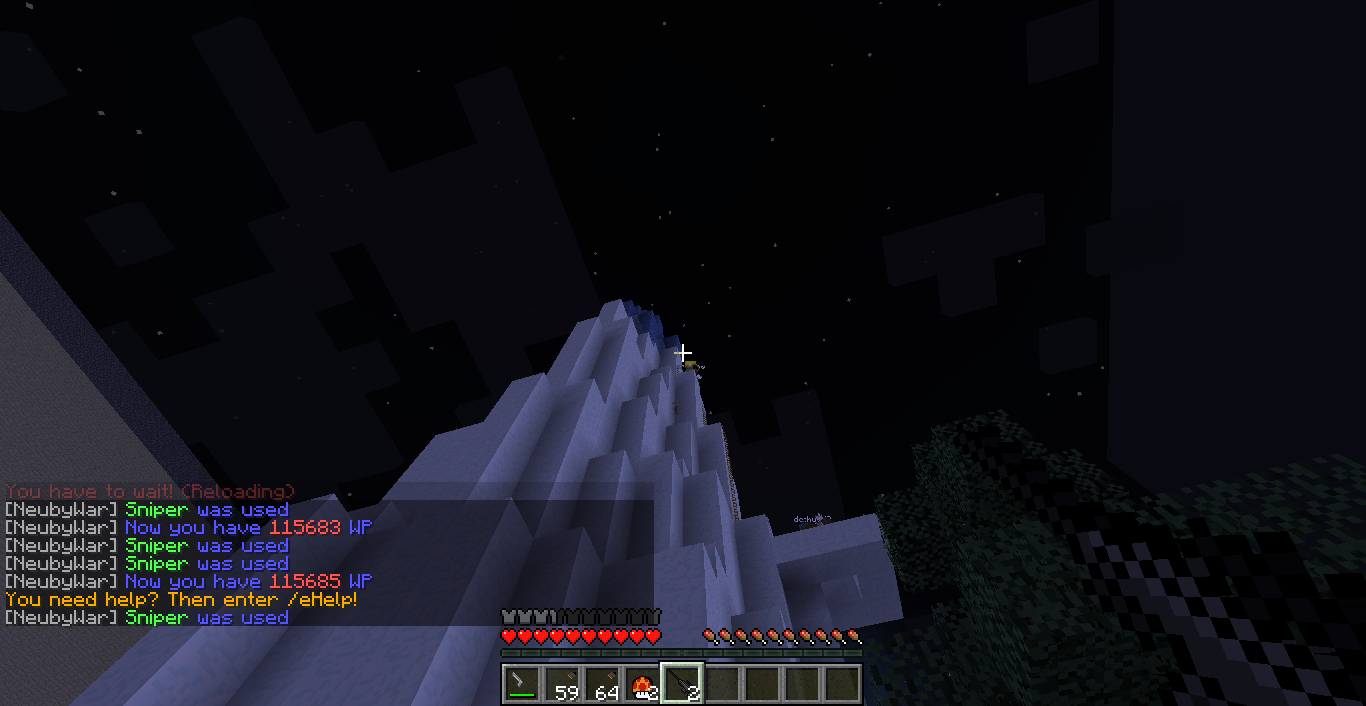 You have to wait! (Reloading)
[NeubyWar] Sniper was used
[NeubyWar] Now you have 115683 WP
[NeubyWar] Sniper was used
[NeubyWar] Sniper was used
[NeubyWar] Now you have 115685 WP
You need help? Then enter /eHelp!
[NeubyWar] Sniper was used
59 64 2 2